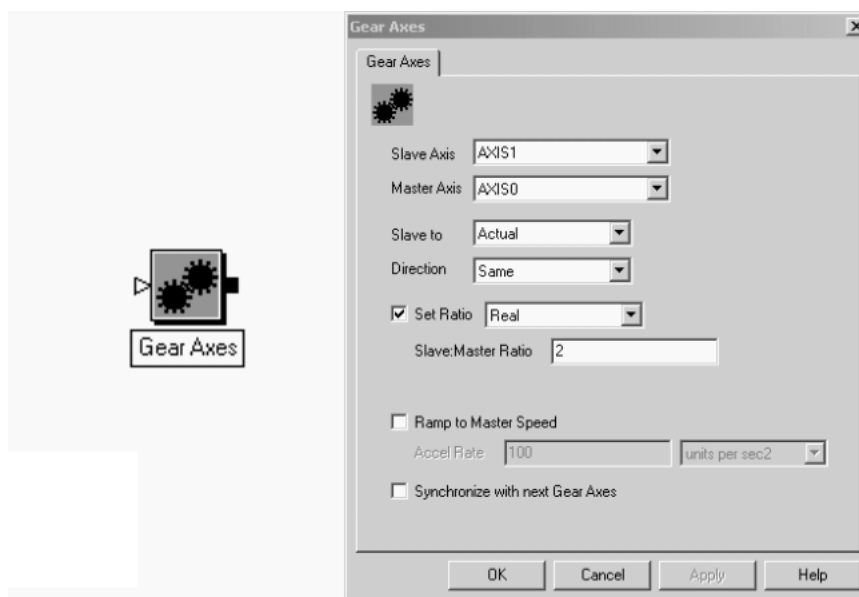 Gear Axes
Gear Axes
Slave Axis AXIS1
Master Axis AXIS0
Slave to Actual
Direction Same
Set Ratio Real
Slave:Master Ratio 2
Gear Axes
Ramp to Master Speed
Accel Rate 100 units per sec2
Synchronize with next Gear Axes
OK Cancel Apply Help